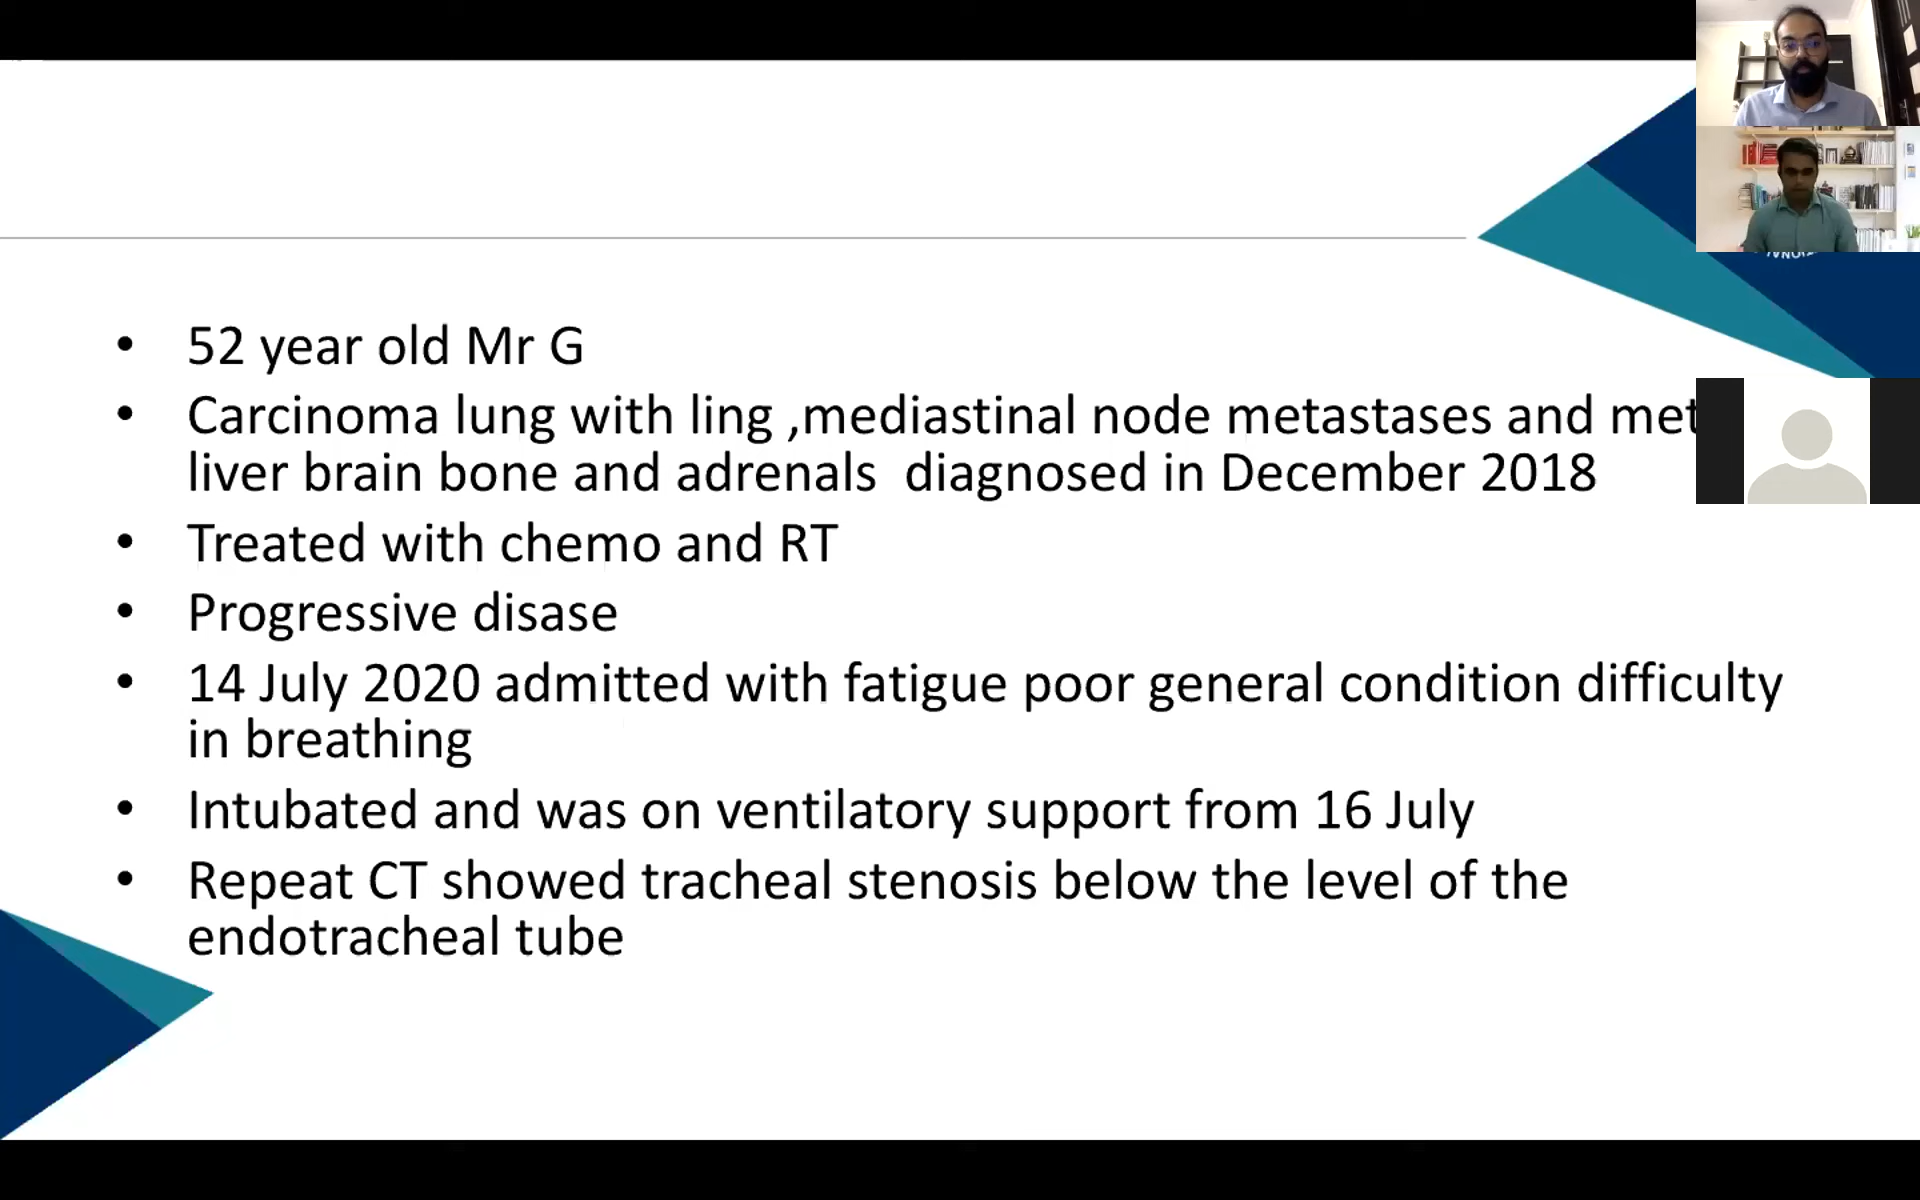 • 52 year old Mr G
• Carcinoma lung with ling ,mediastinal node metastases and met
liver brain bone and adrenals diagnosed in December 2018
• Treated with chemo and RT
• Progressive disase
• 14 July 2020 admitted with fatigue poor general condition difficulty
in breathing
• Intubated and was on ventilatory support from 16 July
• Repeat CT showed tracheal stenosis below the level of the
endotracheal tube